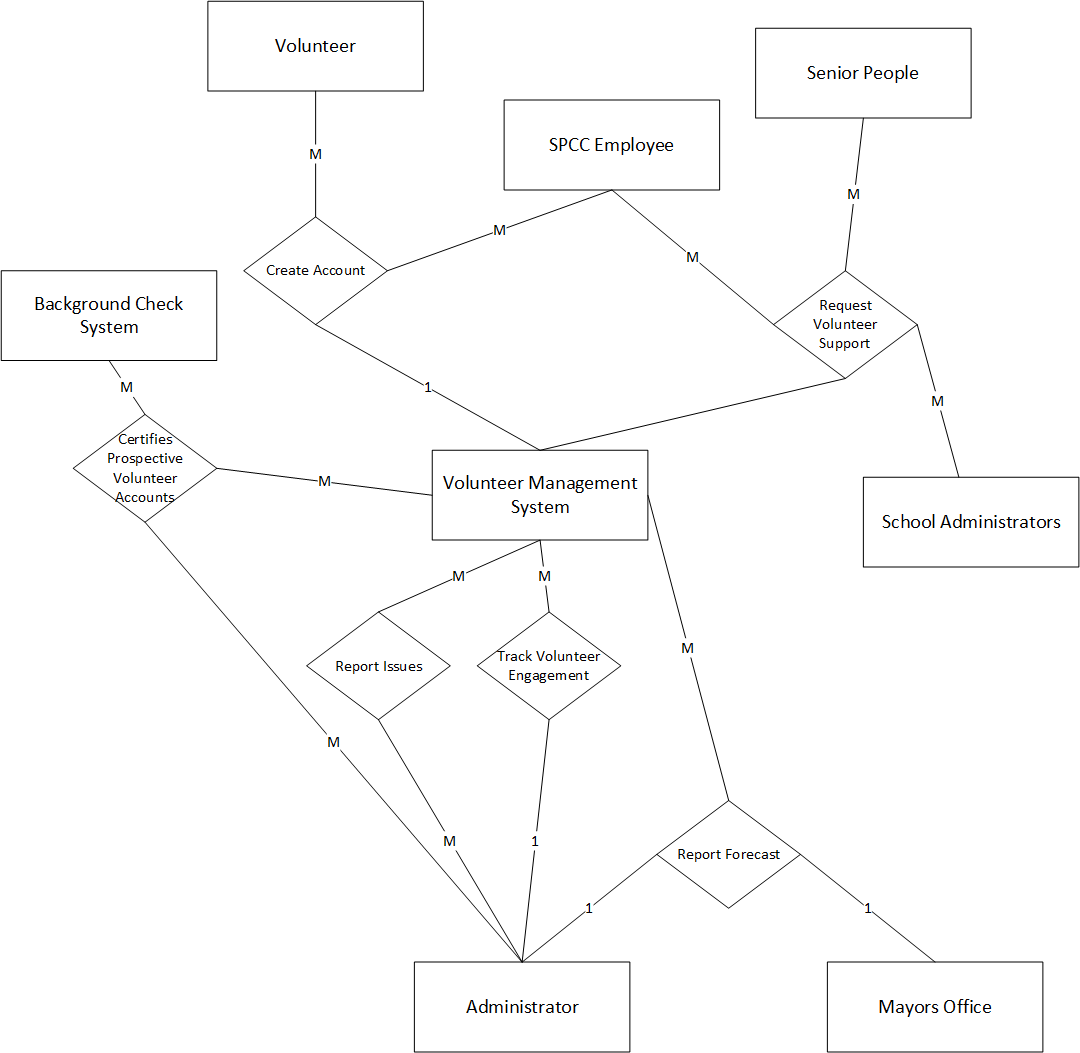 Volunteer
Senior People
SPCC Employee
M
M
M
M
Create Account
Background Check
System
Request
Volunteer
Support
M
1
M
Certifies
Prospective
Volunteer
Accounts
M
Volunteer Management
System
School Administrators
M
M
M
Report Issues
Track Volunteer
Engagement
M
M
1
Report Forecast
1
1
Administrator
Mayors Office